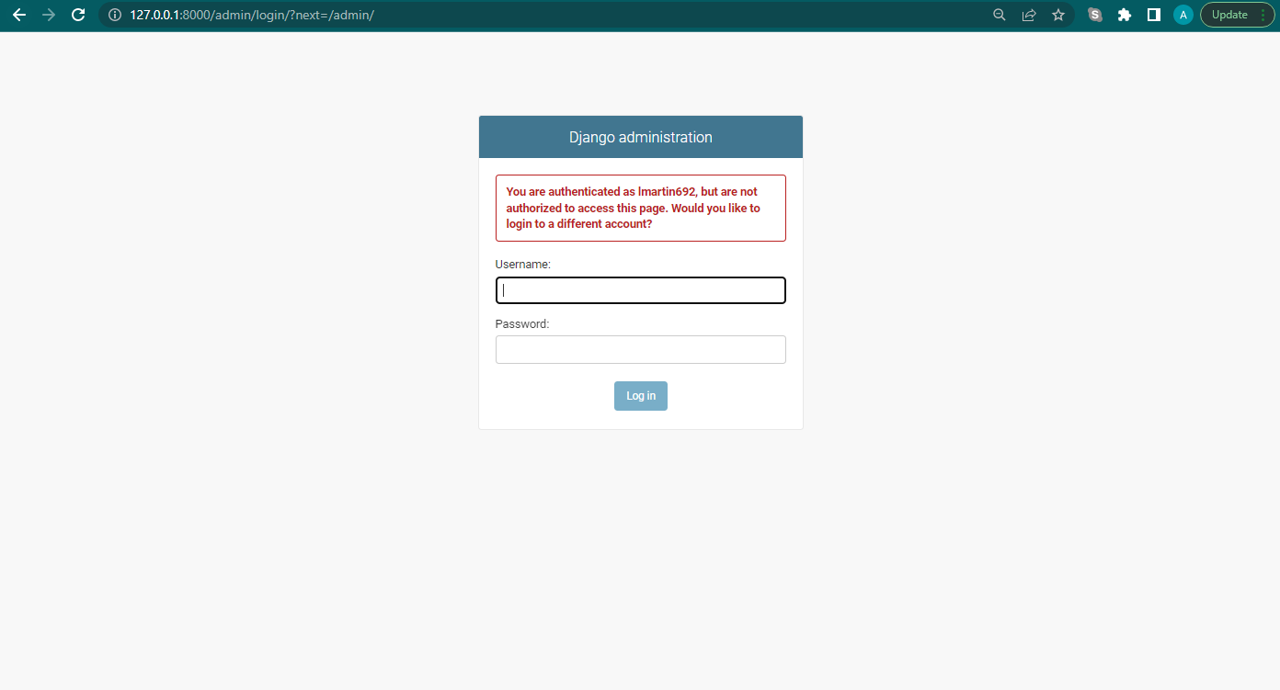 127.0.0.1:8000/admin/login/?next=/admin/
S
A
Update
Django administration
You are authenticated as lmartin692, but are not
authorized to access this page. Would you like to
login to a different account?
Username:
Password:
Log in